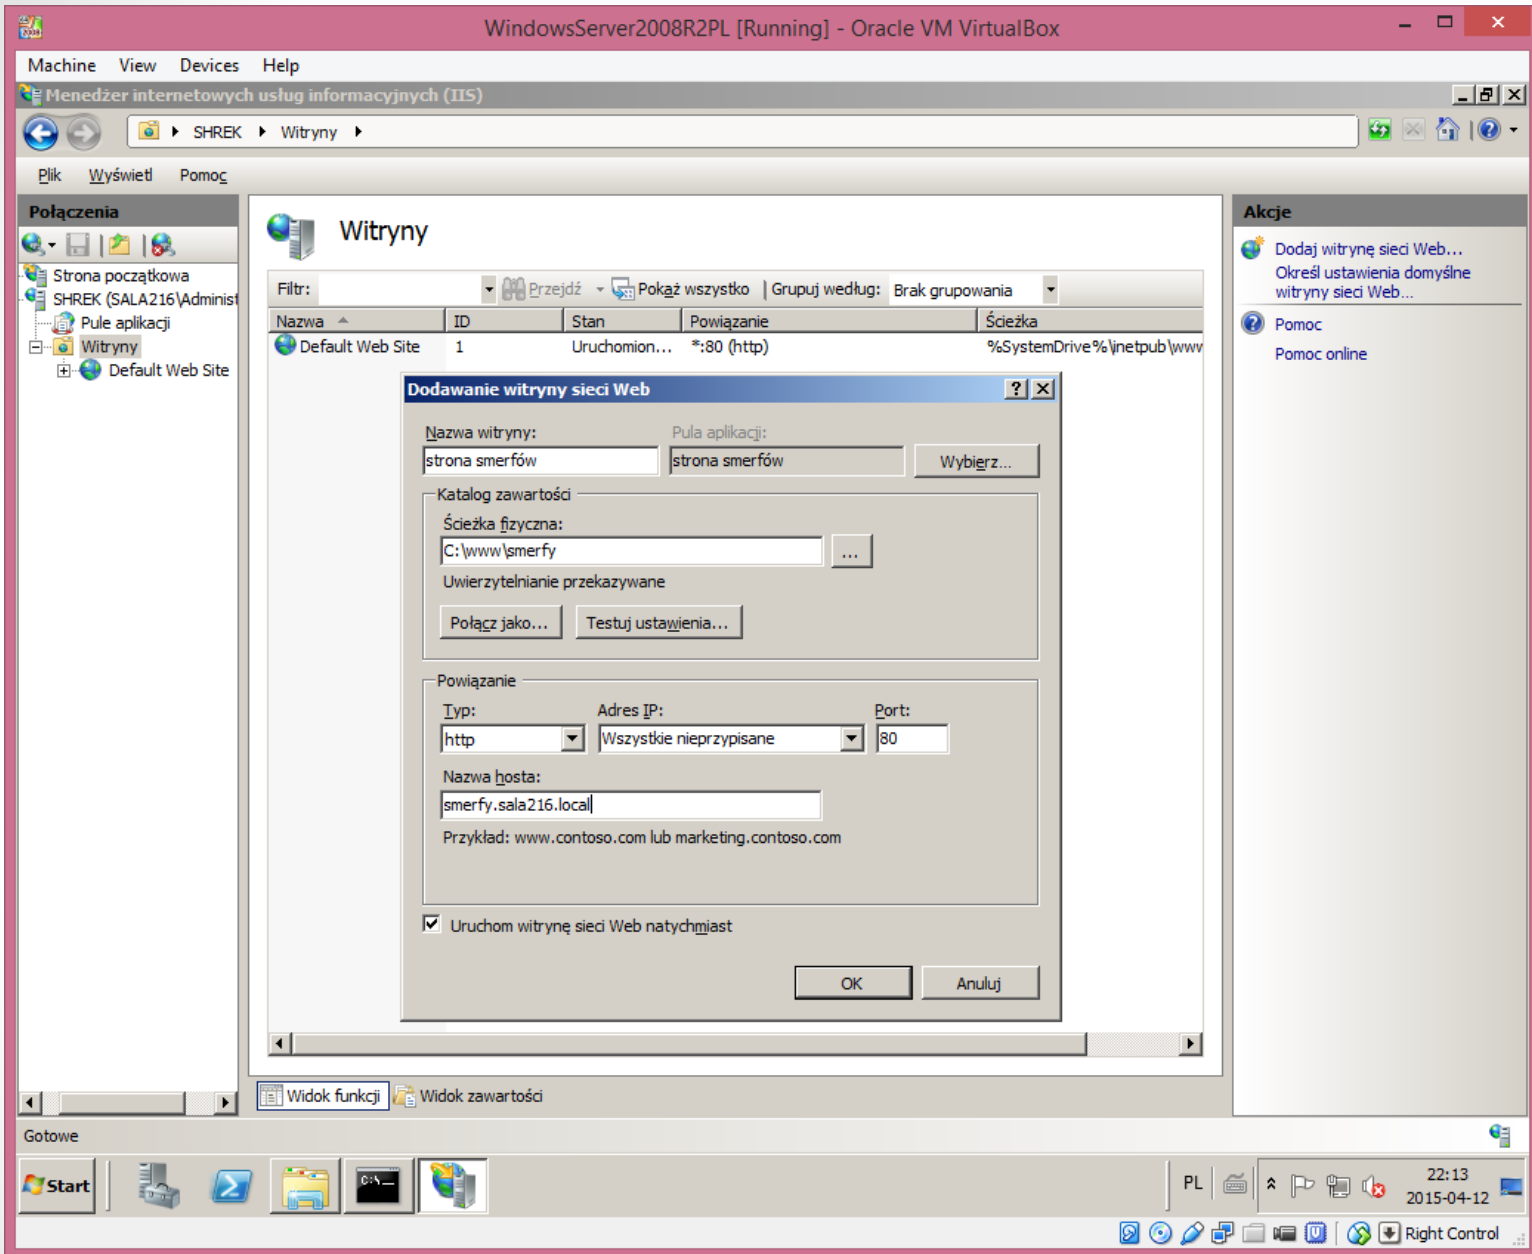 WindowsServer2008R2PL [Running] - Oracle VM VirtualBox
Machine View Devices Help
Menedżer internetowych usług informacyjnych (IIS)
SHREK Witryny
Plik Wyświetl Pomoc
Połączenia
Strona początkowa
SHREK (SALA216\Administ
Pule aplikacji
Witryny
Default Web Site
Witryny
Filtr: Przejdź Pokaż wszystko Grupuj według: Brak grupowania
Nazwa ID Stan Powiązanie Ścieżka
Default Web Site 1 Uruchomion... *:80 (http) %SystemDrive%\inetpub\www
Dodawanie witryny sieci Web
Nazwa witryny: Pula aplikacji:
strona smerfów strona smerfów Wybierz...
Katalog zawartości
Ścieżka fizyczna:
C:\www\smerfy ...
Uwierzytelnianie przekazywane
Połącz jako... Testuj ustawienia...
Powiązanie
Typ: Adres IP: Port:
http Wszystkie nieprzypisane 80
Nazwa hosta:
smerfy.sala216.local
Przykład: www.contoso.com lub marketing.contoso.com
Uruchom witrynę sieci Web natychmiast
OK Anuluj
Widok funkcji Widok zawartości
Akcje
Dodaj witrynę sieci Web...
Określ ustawienia domyślne
witryny sieci Web...
Pomoc
Pomoc online
Gotowe
Start C:\_ PL 22:13
2015-04-12
Right Control